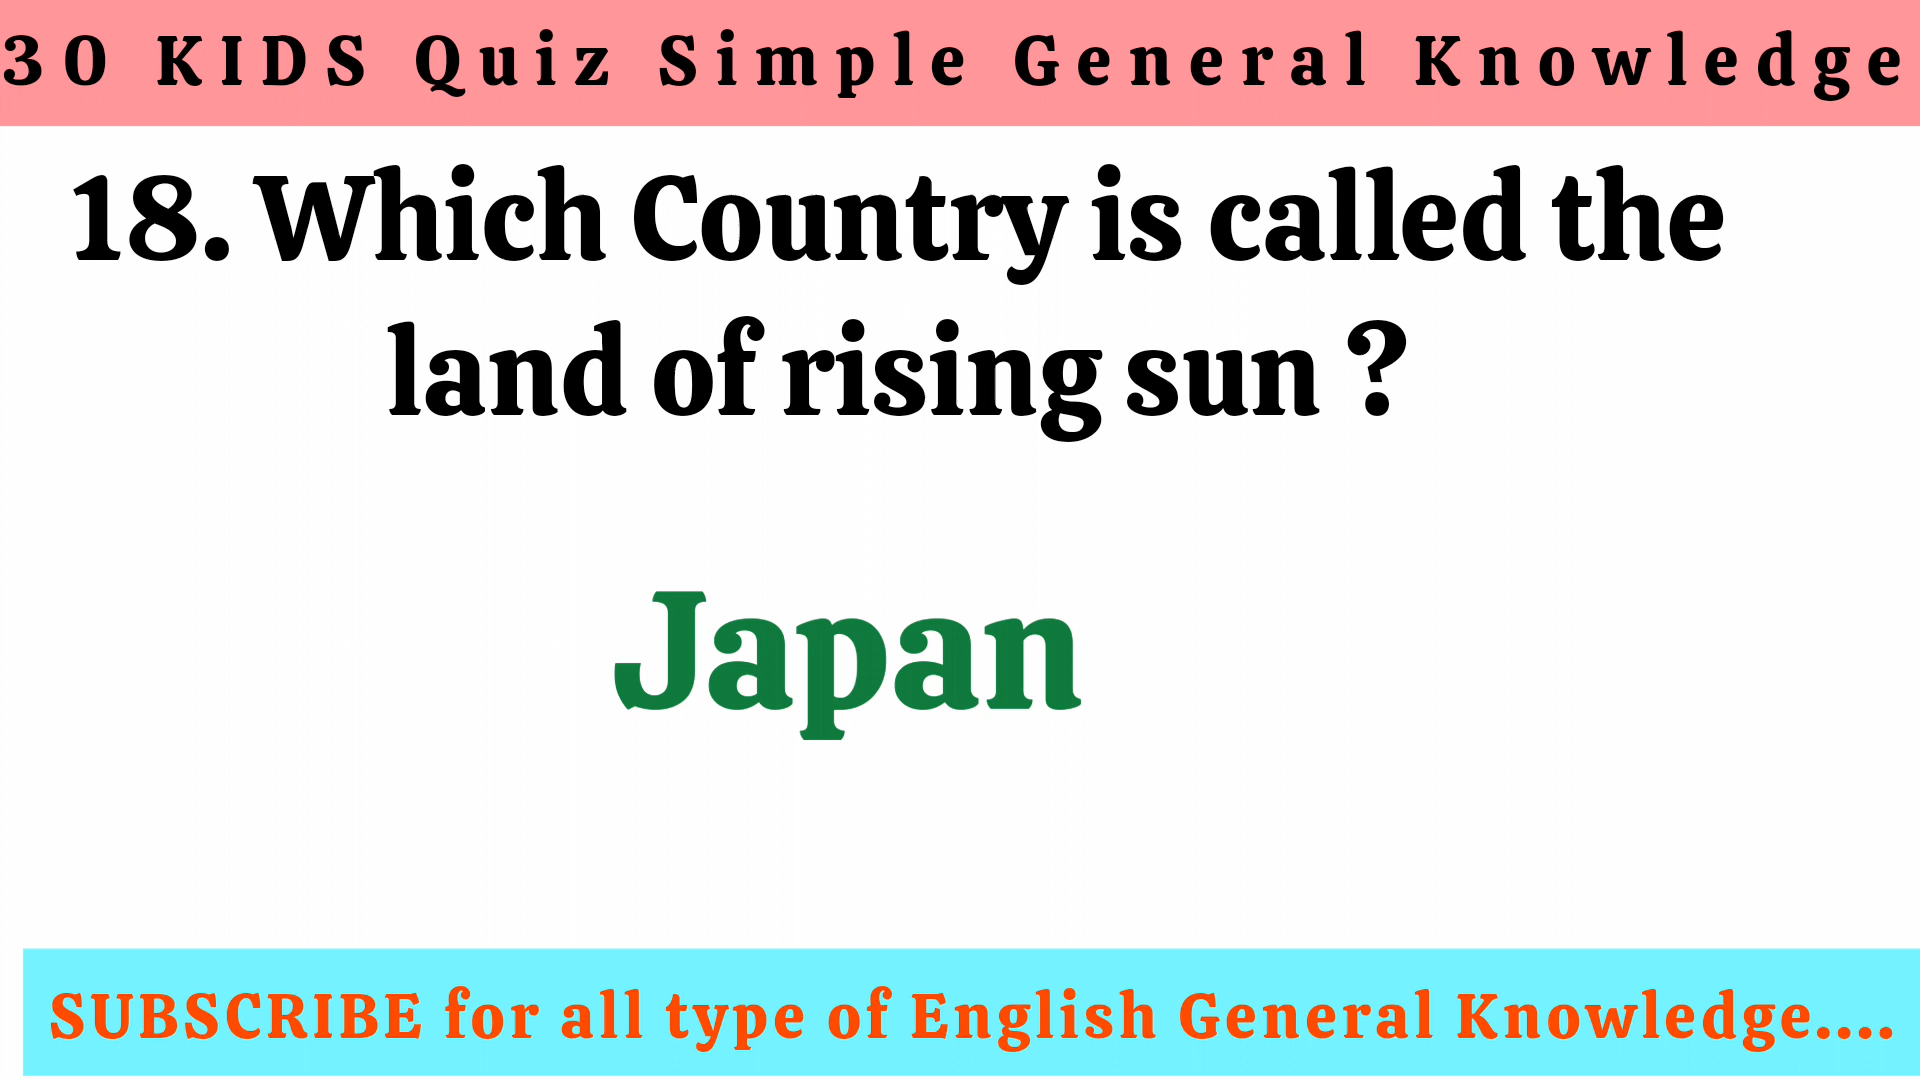 30 KIDS Quiz Simple General Knowledge
18. Which Country is called the
land of rising sun ?
Japan
SUBSCRIBE for all type of English General Knowledge....